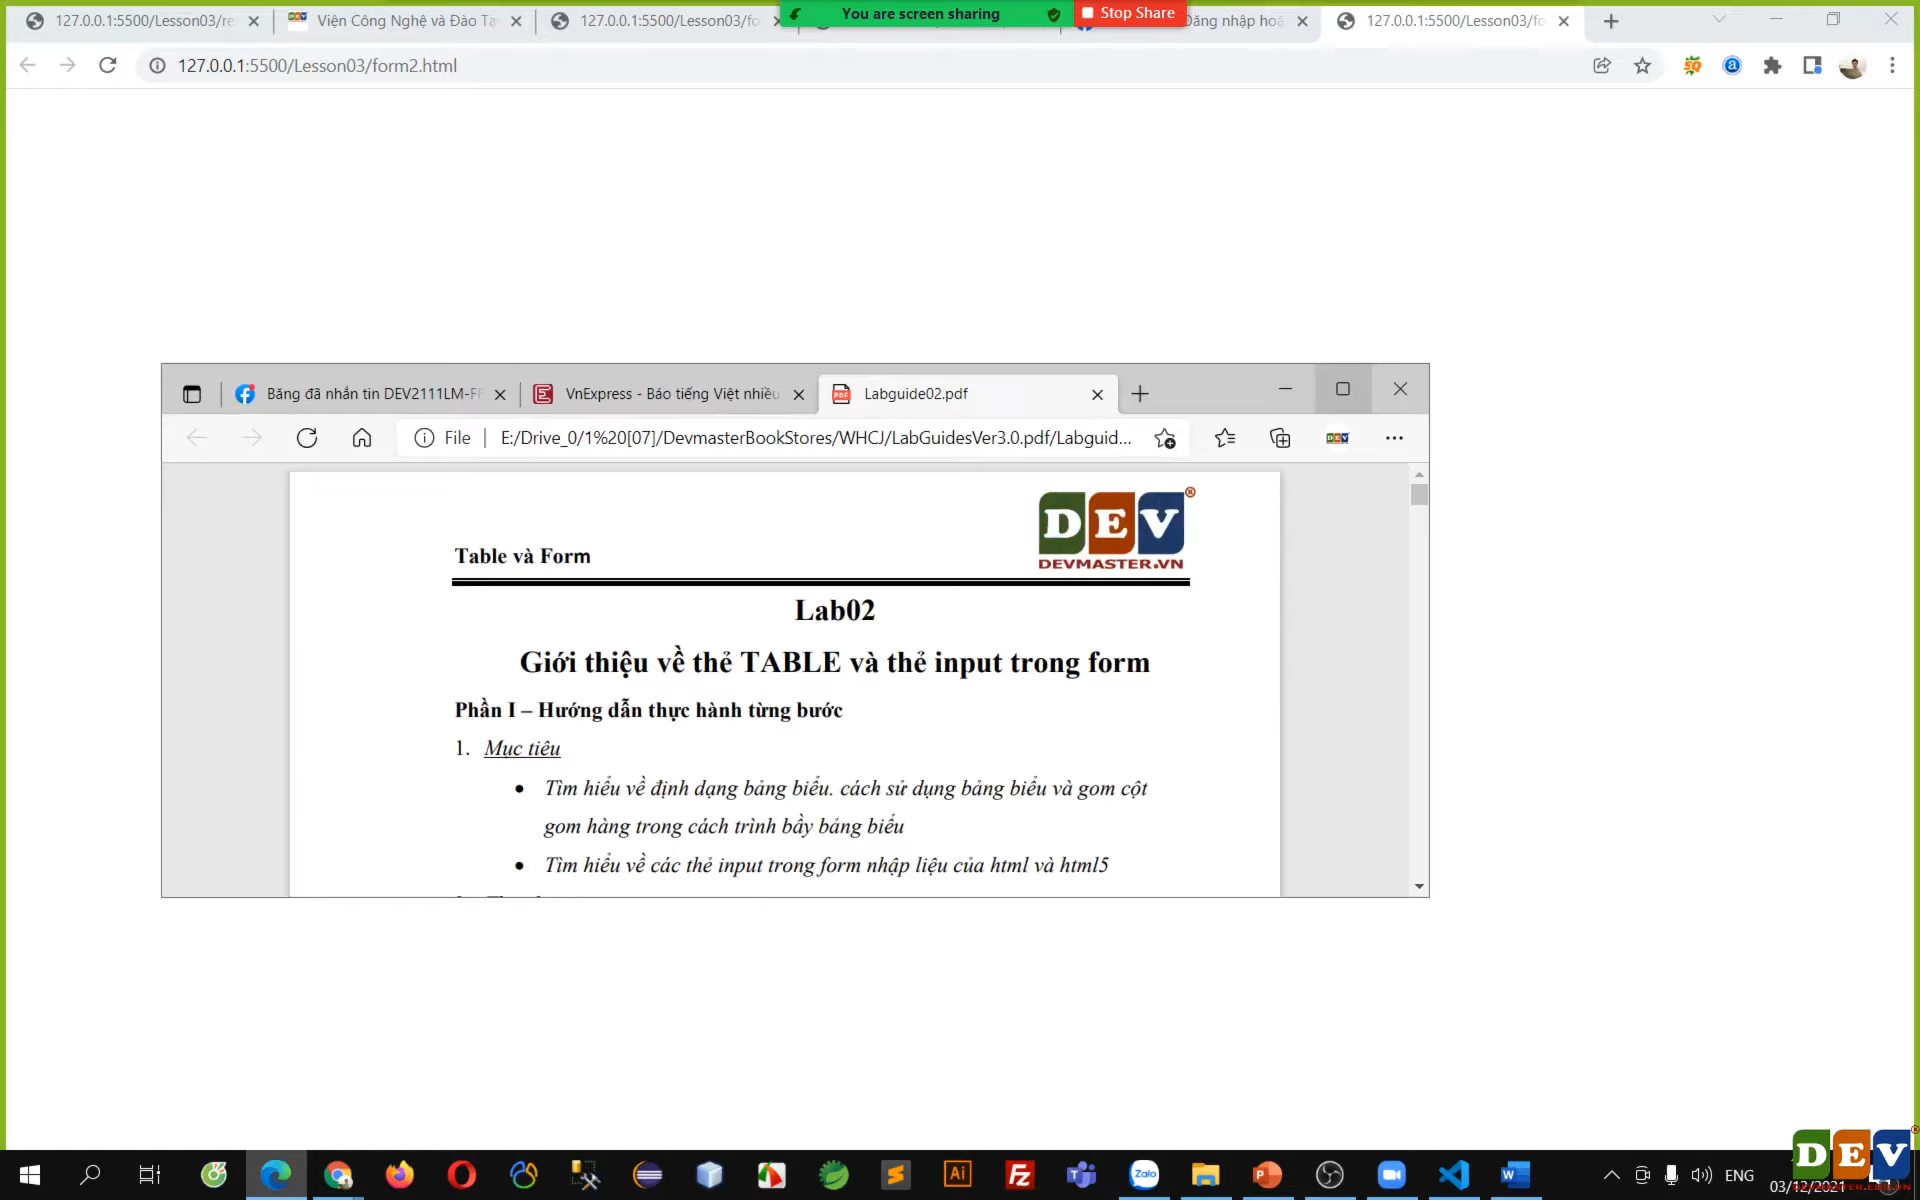 127.0.0.1:5500/Lesson03/re
Viện Công Nghệ và Đào Tạ
127.0.0.1:5500/Lesson03/fo
You are screen sharing
Stop Share
Đăng nhập hoặ
127.0.0.1:5500/Lesson03/fo
127.0.0.1:5500/Lesson03/form2.html
Băng đã nhắn tin DEV2111LM-FF
VnExpress - Báo tiếng Việt nhiều
Labguide02.pdf
File
E:/Drive_0/1%20[07]/DevmasterBookStores/WHCJ/LabGuidesVer3.0.pdf/Labguid...
DEV
DEVMASTER.VN
Table và Form
Lab02
Giới thiệu về thẻ TABLE và thẻ input trong form
Phần I – Hướng dẫn thực hành từng bước
1. Mục tiêu
• Tìm hiểu về định dạng bảng biểu. cách sử dụng bảng biểu và gom cột
gom hàng trong cách trình bầy bảng biểu
• Tìm hiểu về các thẻ input trong form nhập liệu của html và html5
Zalo
ENG
03/12/2021
DEV